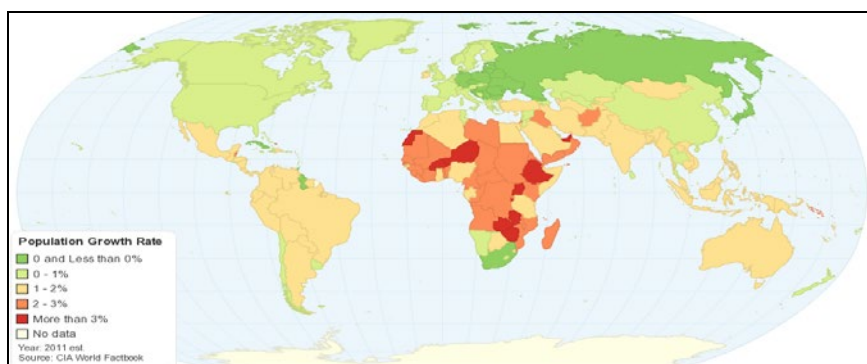 Population Growth Rate
0 and Less than 0%
0 - 1%
1 - 2%
2 - 3%
More than 3%
No data
Year: 2011 est.
Source: CIA World Factbook